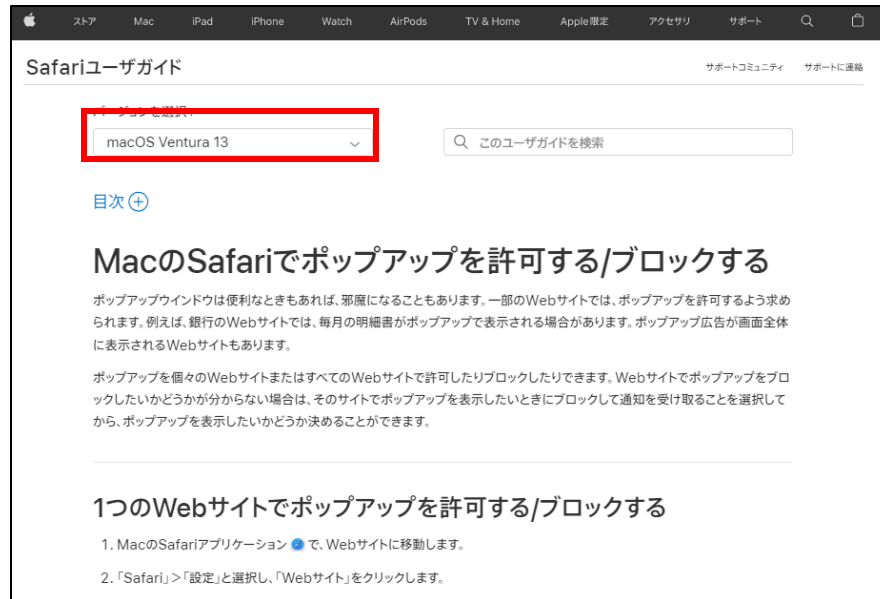 ストア Mac iPad iPhone Watch AirPods TV & Home Apple限定 アクセサリ サポート
Safariユーザガイド
サポートコミュニティ サポートに連絡
バージョンを選択:
macOS Ventura 13
このユーザガイドを検索
目次
MacのSafariでポップアップを許可する/ブロックする
ポップアップウインドウは便利なときもあれば、邪魔になることもあります。一部のWebサイトでは、ポップアップを許可するよう求め
られます。例えば、銀行のWebサイトでは、毎月の明細書がポップアップで表示される場合があります。ポップアップ広告が画面全体
に表示されるWebサイトもあります。
ポップアップを個々のWebサイトまたはすべてのWebサイトで許可したりブロックしたりできます。Webサイトでポップアップをブロ
ックしたいかどうかが分からない場合は、そのサイトでポップアップを表示したいときにブロックして通知を受け取ることを選択して
から、ポップアップを表示したいかどうか決めることができます。
1つのWebサイトでポップアップを許可する/ブロックする
1. MacのSafariアプリケーション で、Webサイトに移動します。
2.「Safari」>「設定」と選択し、「Webサイト」をクリックします。